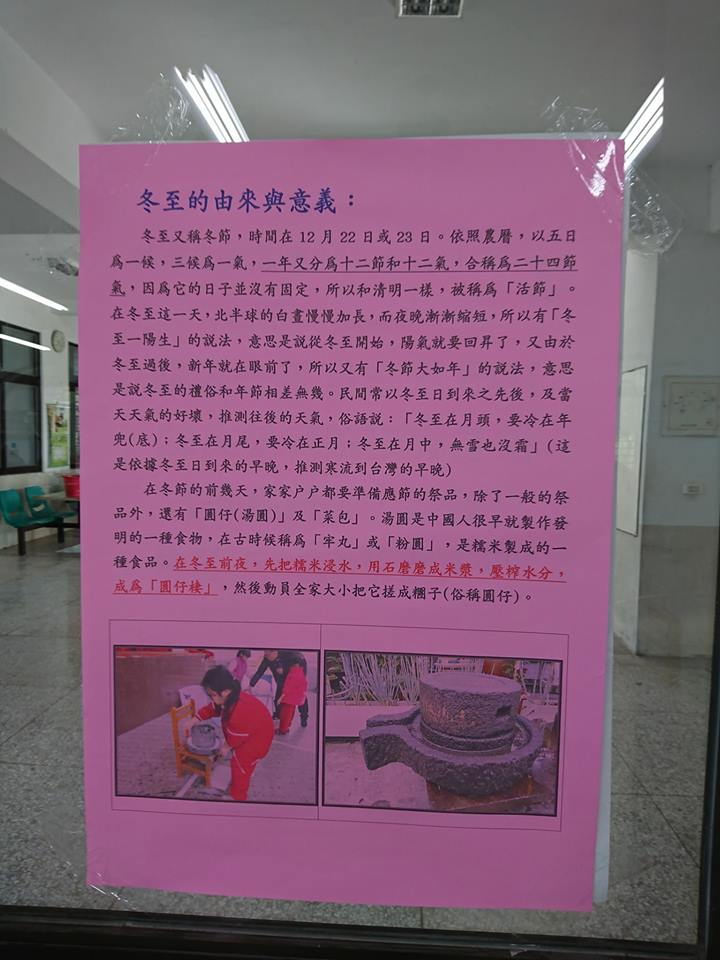 冬至的由來與意義：
冬至又稱冬節，時間在 12 月 22 日或 23 日。依照農曆，以五日
為一候，三候為一氣，一年又分為十二節和十二氣，合稱為二十四節
氣，因為它的日子並沒有固定，所以和清明一樣，被稱為「活節」。
在冬至這一天，北半球的白晝慢慢加長，而夜晚漸漸縮短，所以有「冬
至一陽生」的說法，意思是說從冬至開始，陽氣就要回昇了，又由於
冬至過後，新年就在眼前了，所以又有「冬節大如年」的說法，意思
是說冬至的禮俗和年節相差無幾。民間常以冬至日到來之先後，及當
天天氣的好壞，推測往後的天氣，俗語說：「冬至在月頭，要冷在年
兜(底)；冬至在月尾，要冷在正月；冬至在月中，無雪也沒霜」(這
是依據冬至日到來的早晚，推測寒流到台灣的早晚)
在冬節的前幾天，家家戶戶都要準備應節的祭品，除了一般的祭
品外，還有「圓仔(湯圓)」及「菜包」。湯圓是中國人很早就製作發
明的一種食物，在古時候稱為「牢丸」或「粉圓」，是糯米製成的一
種食品。在冬至前夜，先把糯米浸水，用石磨磨成米漿，壓榨水分，
成為「圓仔粞」，然後動員全家大小把它搓成糰子(俗稱圓仔)。